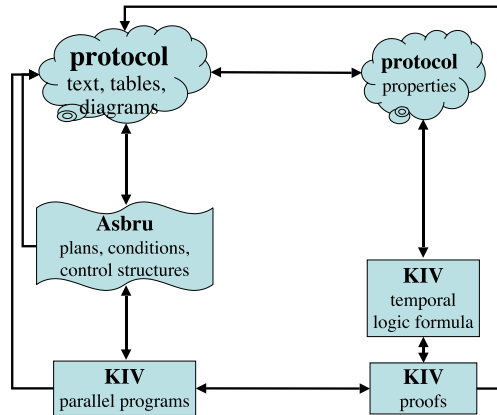 protocol
text, tables,
diagrams
protocol
properties
Asbru
plans, conditions,
control structures
KIV
temporal
logic formula
KIV
parallel programs
KIV
proofs